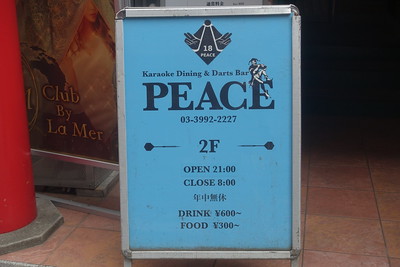 18
PEACE
Karaoke Dining & Darts Bar
PEACE
03-3992-2227
2F
OPEN 21:00
CLOSE 8:00
年中無休
DRINK ¥600~
FOOD ¥300~
Club
By
La Mer